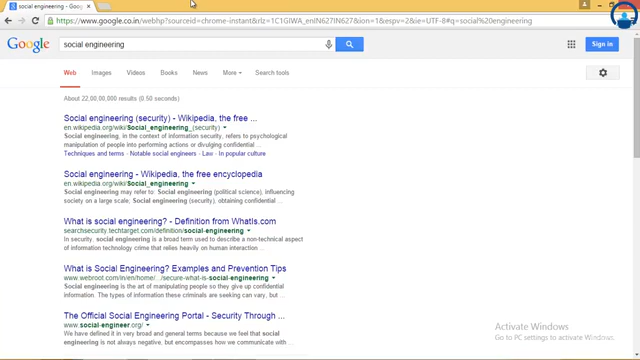 social engineering - Goo
https://www.google.co.in/webhp?sourceid=chrome-instant&rlz=1C1GIWA_enIN627IN627&ion=1&espv=2&ie=UTF-8#q=social%20engineering
Google
social engineering
Sign in
Web Images Videos Books News More Search tools
About 22,00,00,000 results (0.50 seconds)
Social engineering (security) - Wikipedia, the free ...
en.wikipedia.org/wiki/Social_engineering_(security)
Social engineering, in the context of information security, refers to psychological
manipulation of people into performing actions or divulging confidential ...
Techniques and terms - Notable social engineers - Law - In popular culture
Social engineering - Wikipedia, the free encyclopedia
en.wikipedia.org/wiki/Social_engineering
Social engineering may refer to: Social engineering (political science), influencing
society on a large scale; Social engineering (security), obtaining confidential ...
What is social engineering? - Definition from WhatIs.com
searchsecurity.techtarget.com/definition/social-engineering
In security, social engineering is a broad term used to describe a non-technical aspect
of information technology crime that relies heavily on human interaction ...
What is Social Engineering? Examples and Prevention Tips
www.webroot.com/in/en/home/.../secure-what-is-social-engineering
Social engineering is the art of manipulating people so they give up confidential
information. The types of information these criminals are seeking can vary, but ...
The Official Social Engineering Portal - Security Through ...
www.social-engineer.org/
We have defined it in very broad and general terms because we feel that social
engineering is not always negative, but encompasses how we communicate with ...
Activate Windows
Go to PC settings to activate Windows.